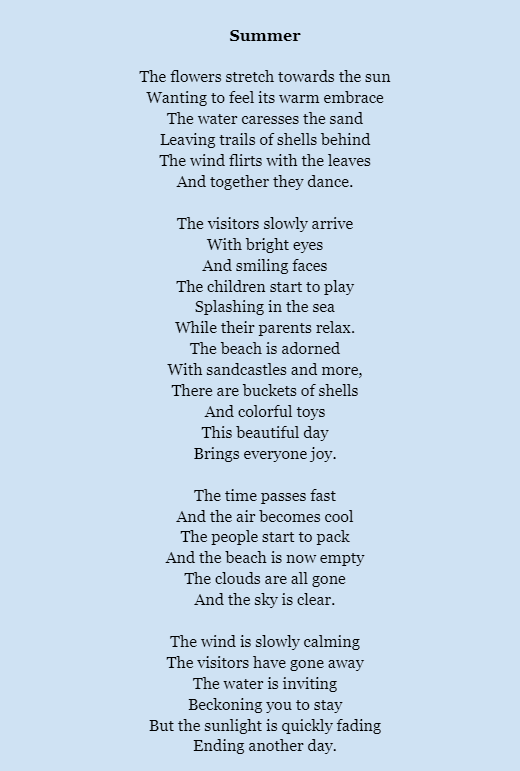 Summer
The flowers stretch towards the sun
Wanting to feel its warm embrace
The water caresses the sand
Leaving trails of shells behind
The wind flirts with the leaves
And together they dance.
The visitors slowly arrive
With bright eyes
And smiling faces
The children start to play
Splashing in the sea
While their parents relax.
The beach is adorned
With sandcastles and more,
There are buckets of shells
And colorful toys
This beautiful day
Brings everyone joy.
The time passes fast
And the air becomes cool
The people start to pack
And the beach is now empty
The clouds are all gone
And the sky is clear.
The wind is slowly calming
The visitors have gone away
The water is inviting
Beckoning you to stay
But the sunlight is quickly fading
Ending another day.